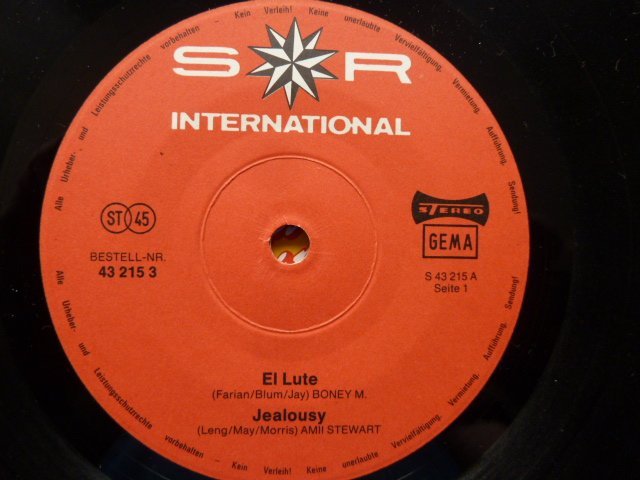 Alle Urheber- und Leistungsschutzrechte vorbehalten - Kein Verleih! Keine unerlaubte Vervielfältigung, Vermietung, Aufführung, Sendung!
S R
INTERNATIONAL
ST 45
STEREO
GEMA
BESTELL-NR.
43 215 3
S 43 215 A
Seite 1
El Lute
(Farian/Blum/Jay) BONEY M.
Jealousy
(Leng/May/Morris) AMII STEWART
Alle Urheber- und Leistungsschutzrechte vorbehalten - Kein Verleih! Keine unerlaubte Vervielfältigung, Vermietung, Aufführung, Sendung!